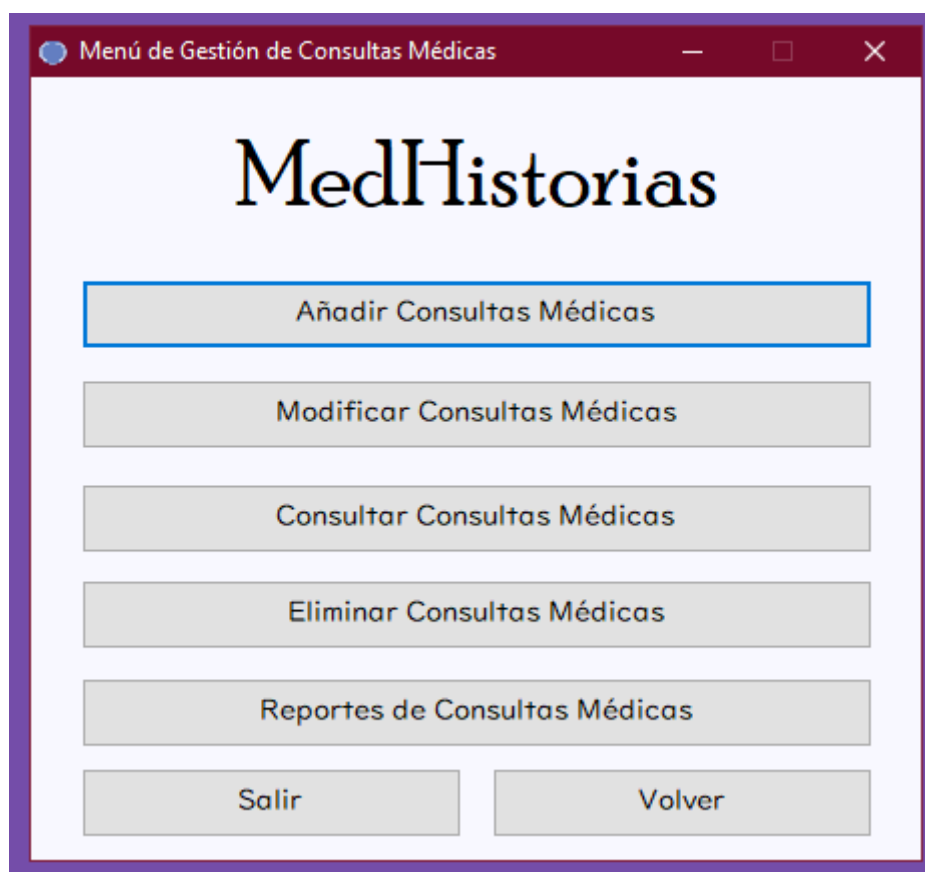 Menú de Gestión de Consultas Médicas
MedHistorias
Añadir Consultas Médicas
Modificar Consultas Médicas
Consultar Consultas Médicas
Eliminar Consultas Médicas
Reportes de Consultas Médicas
Salir
Volver